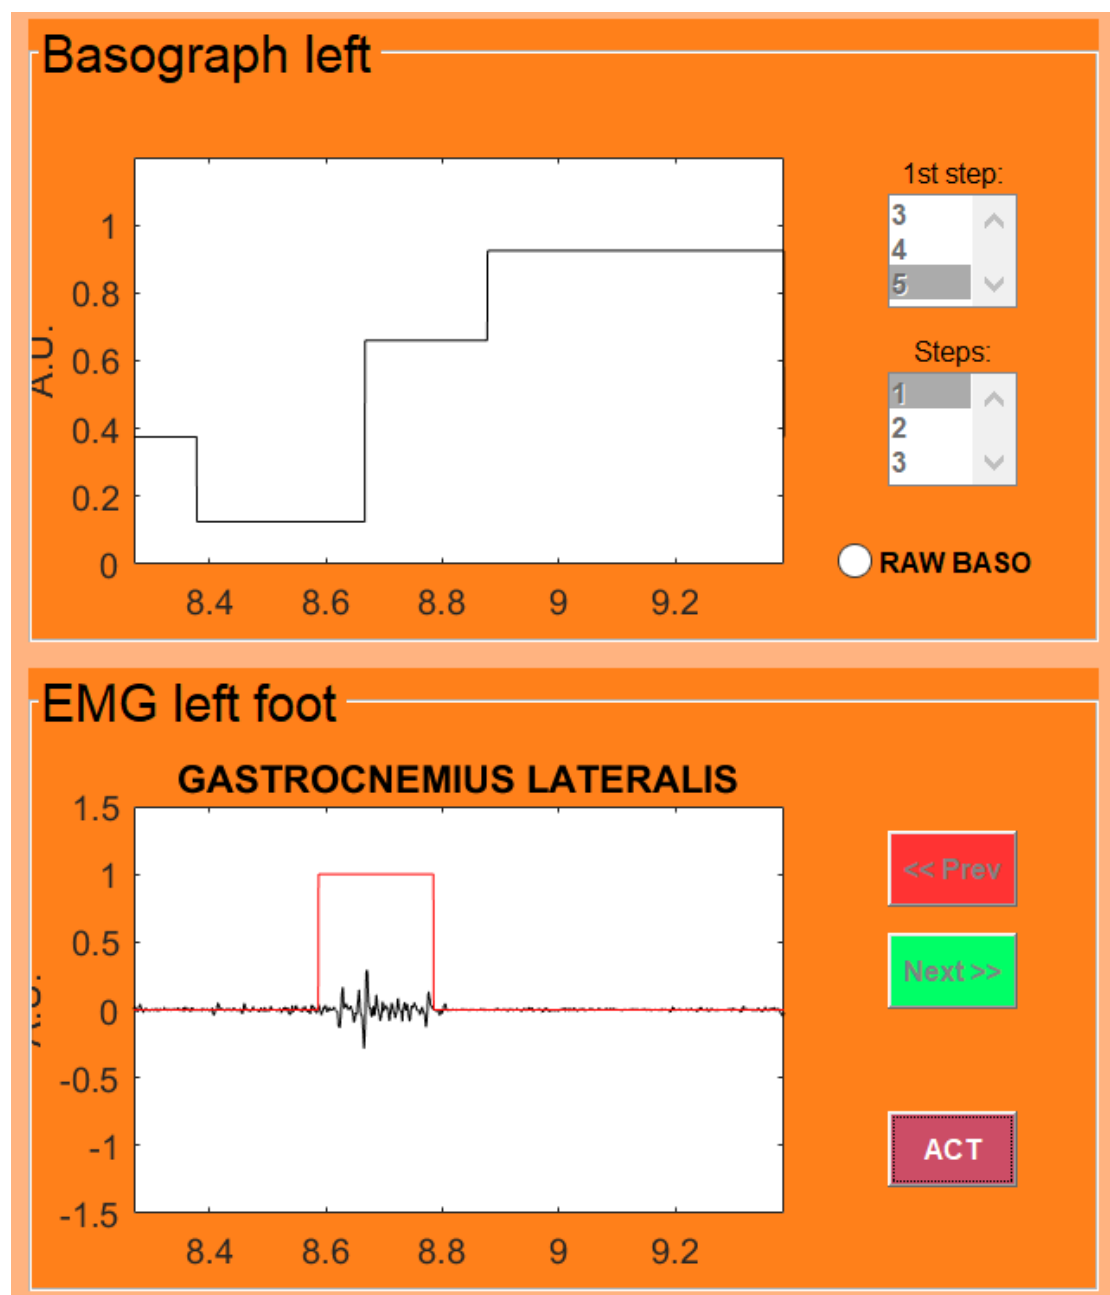 Basograph left
1st step:
3
4
5
Steps:
1
2
3
RAW BASO
A.U.
1
0.8
0.6
0.4
0.2
0
8.4 8.6 8.8 9 9.2
EMG left foot
GASTROCNEMIUS LATERALIS
1.5
1
0.5
0
-0.5
-1
-1.5
8.4 8.6 8.8 9 9.2
<< Prev
Next >>
ACT